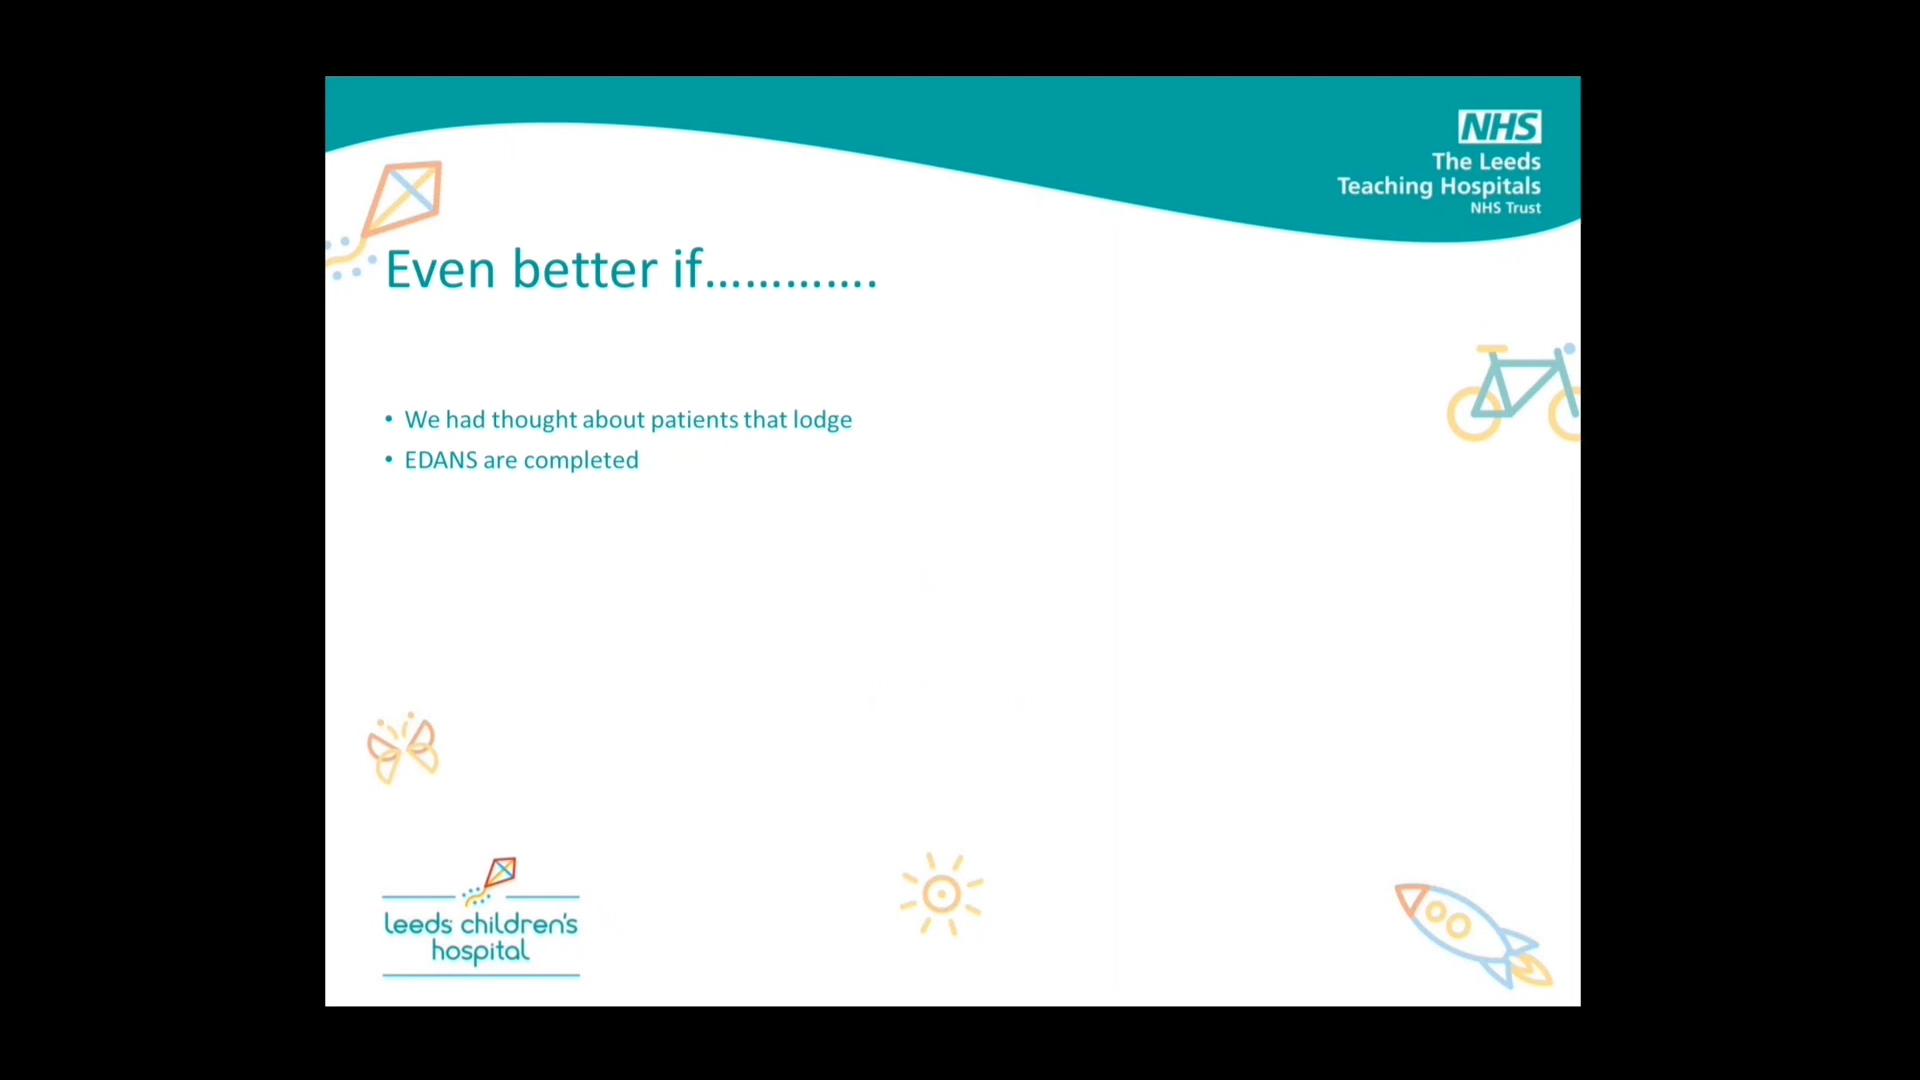 NHS
The Leeds
Teaching Hospitals
NHS Trust
Even better if.............
• We had thought about patients that lodge
• EDANS are completed
leeds children's
hospital